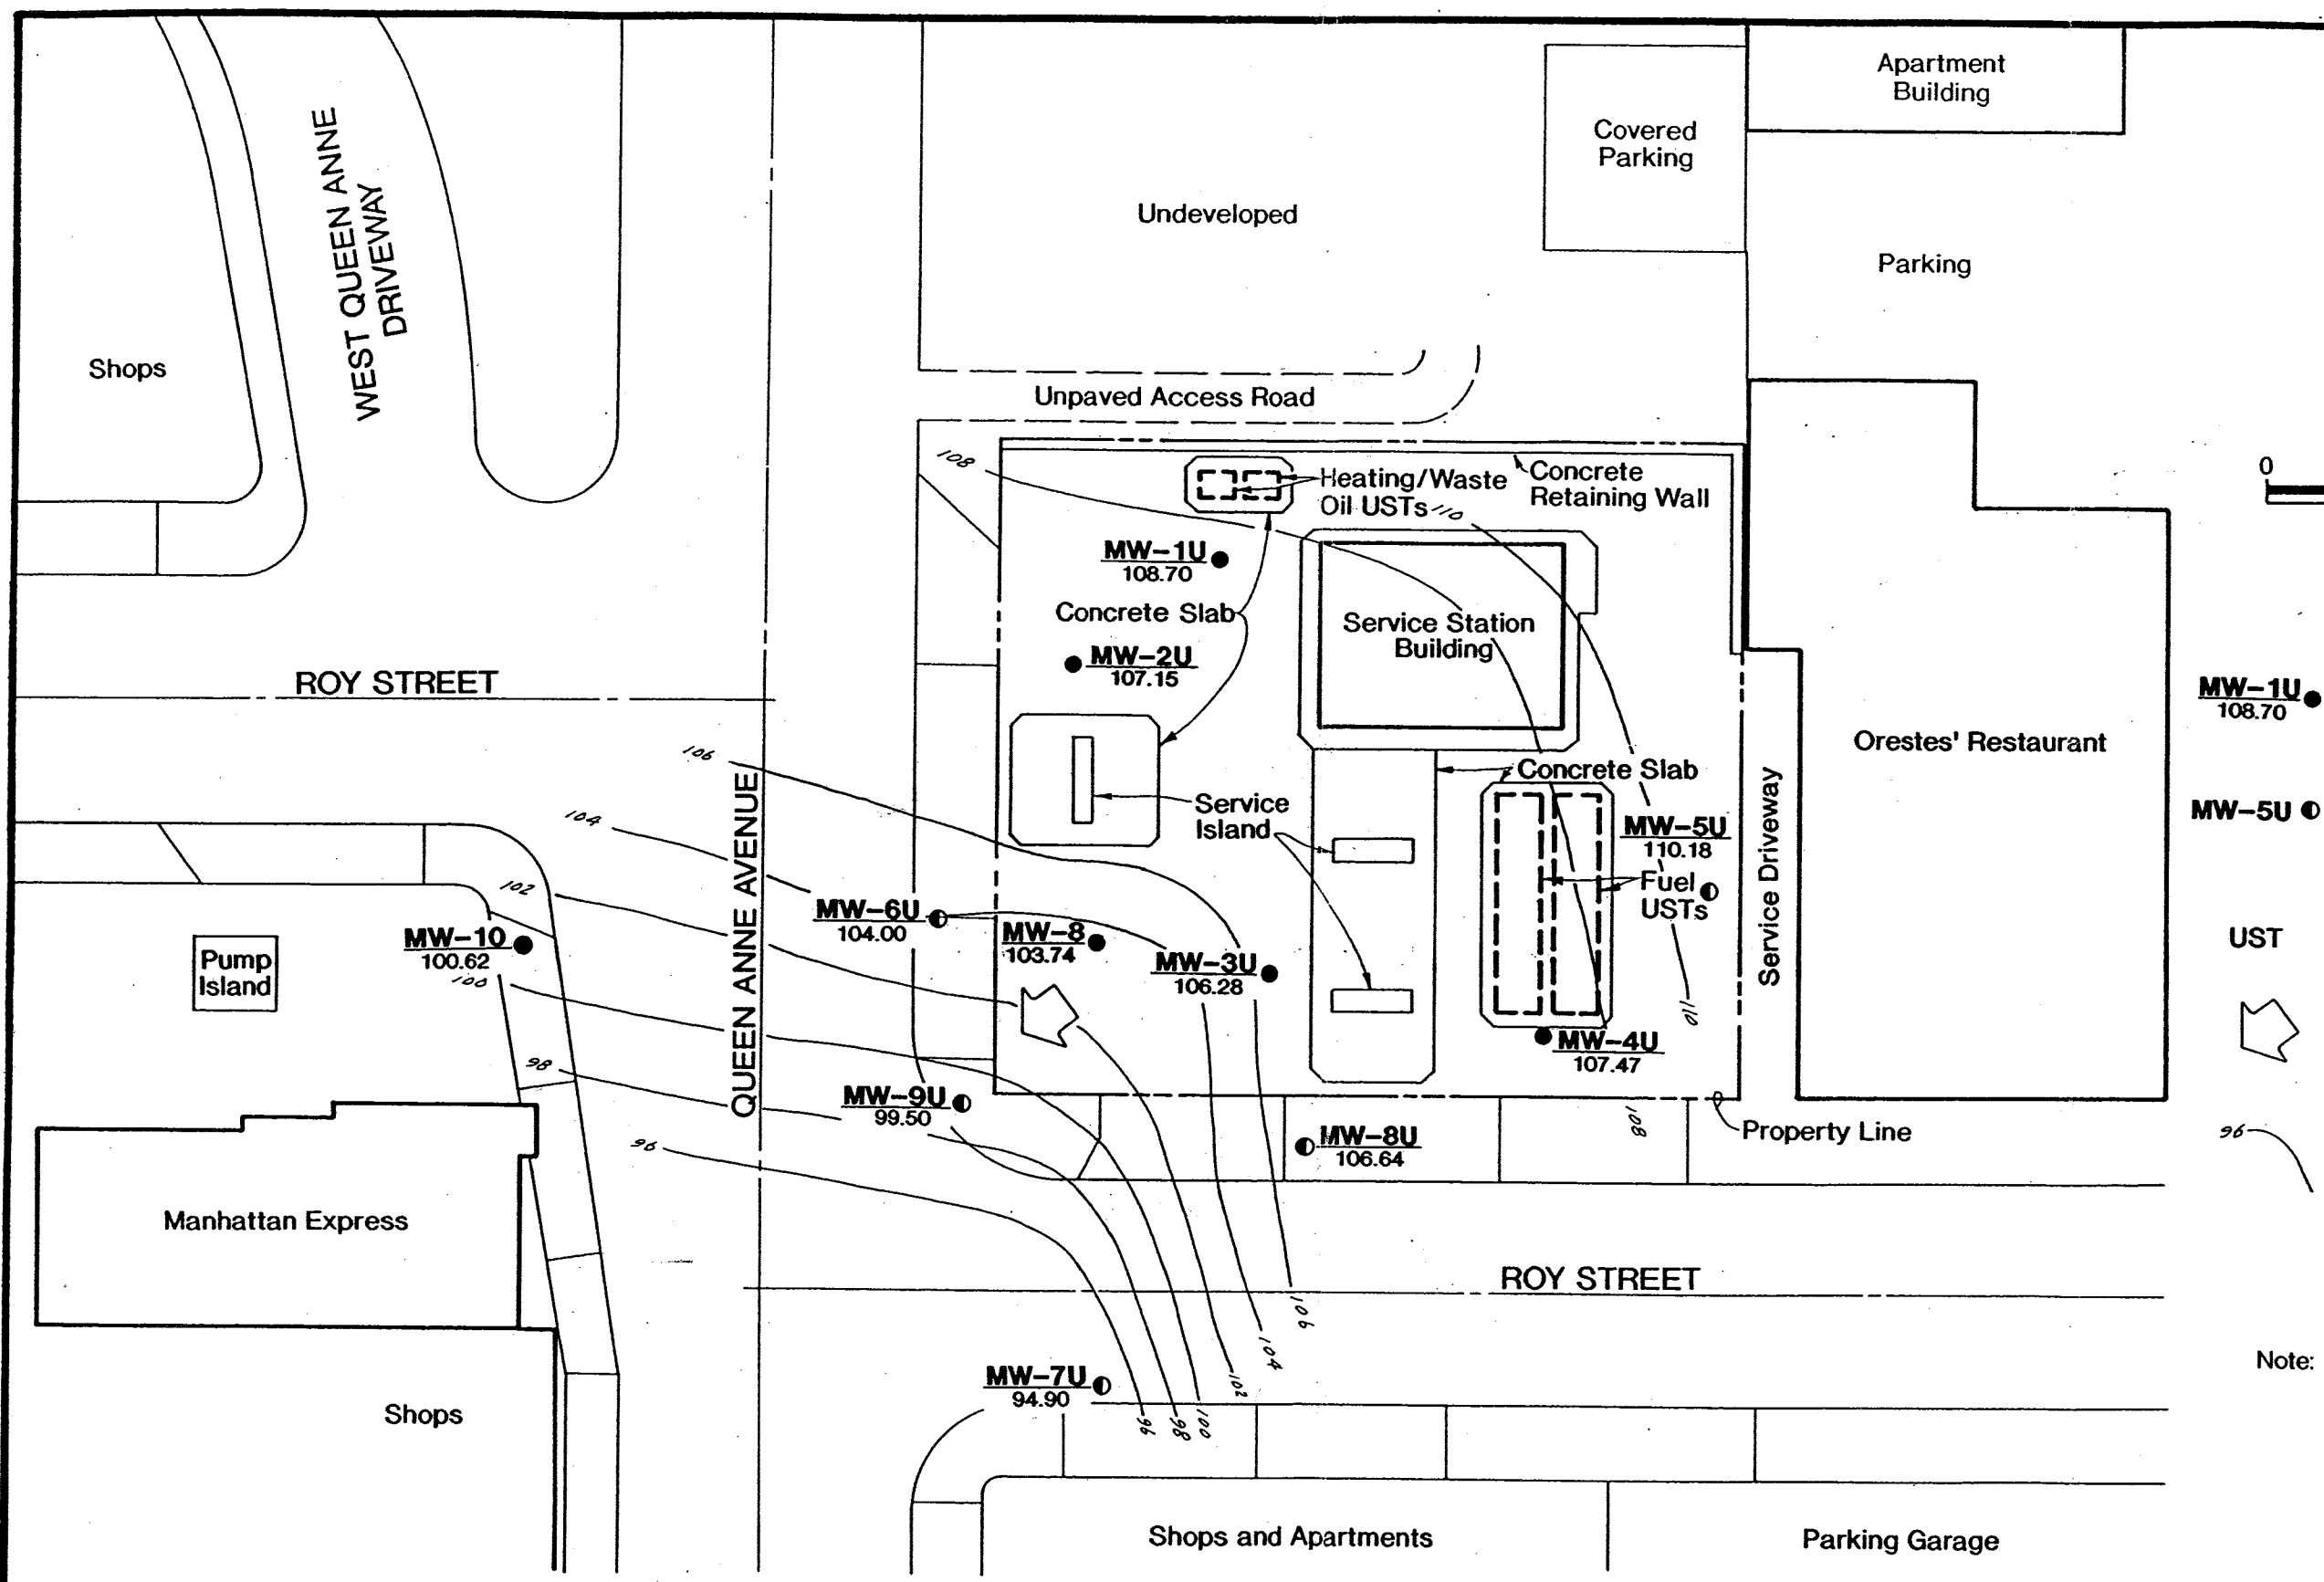 Apartment
Building
Covered
Parking
WEST QUEEN ANNE
DRIVEWAY
Undeveloped
Parking
Shops
Unpaved Access Road
108
Heating/Waste
Oil USTs
110
Concrete
Retaining Wall
0
MW-1U
108.70
Concrete Slab
Service Station
Building
MW-2U
107.15
ROY STREET
MW-1U
108.70
Orestes' Restaurant
106
Concrete Slab
QUEEN ANNE AVENUE
Service
Island
104
MW-5U
110.18
Service Driveway
MW-5U
102
Fuel
USTs
MW-6U
104.00
MW-10
100.62
MW-8
103.74
MW-3U
106.28
UST
Pump
Island
100
110
MW-4U
107.47
98
MW-9U
99.50
108
Property Line
96
96
MW-8U
106.64
Manhattan Express
ROY STREET
106
104
102
100
98
96
MW-7U
94.90
Note:
Shops
Shops and Apartments
Parking Garage